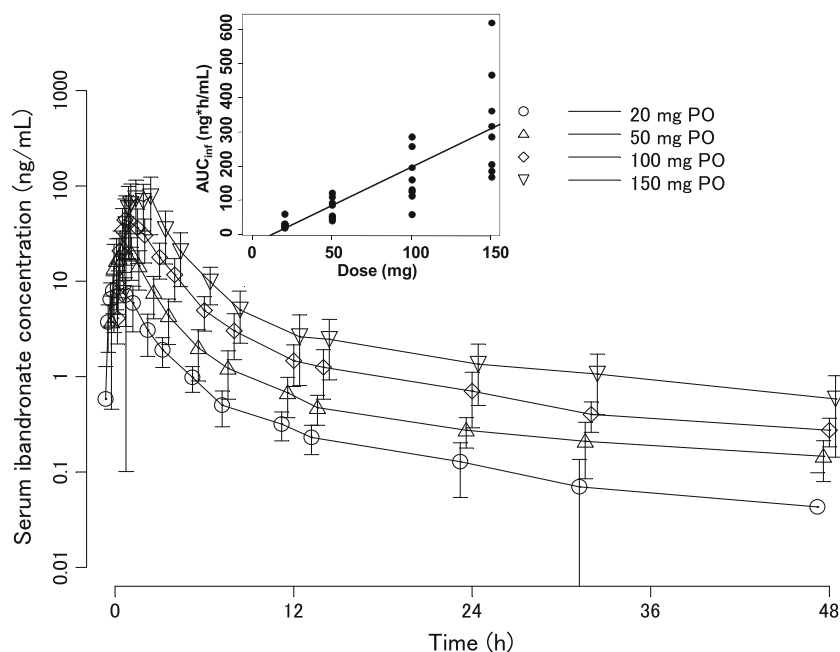 600
500
400
300
200
100
0
AUCinf (ng*h/mL)
0 50 100 150
Dose (mg)
20 mg PO
50 mg PO
100 mg PO
150 mg PO
1000
100
10
1
0.1
0.01
Serum ibandronate concentration (ng/mL)
0 12 24 36 48
Time (h)